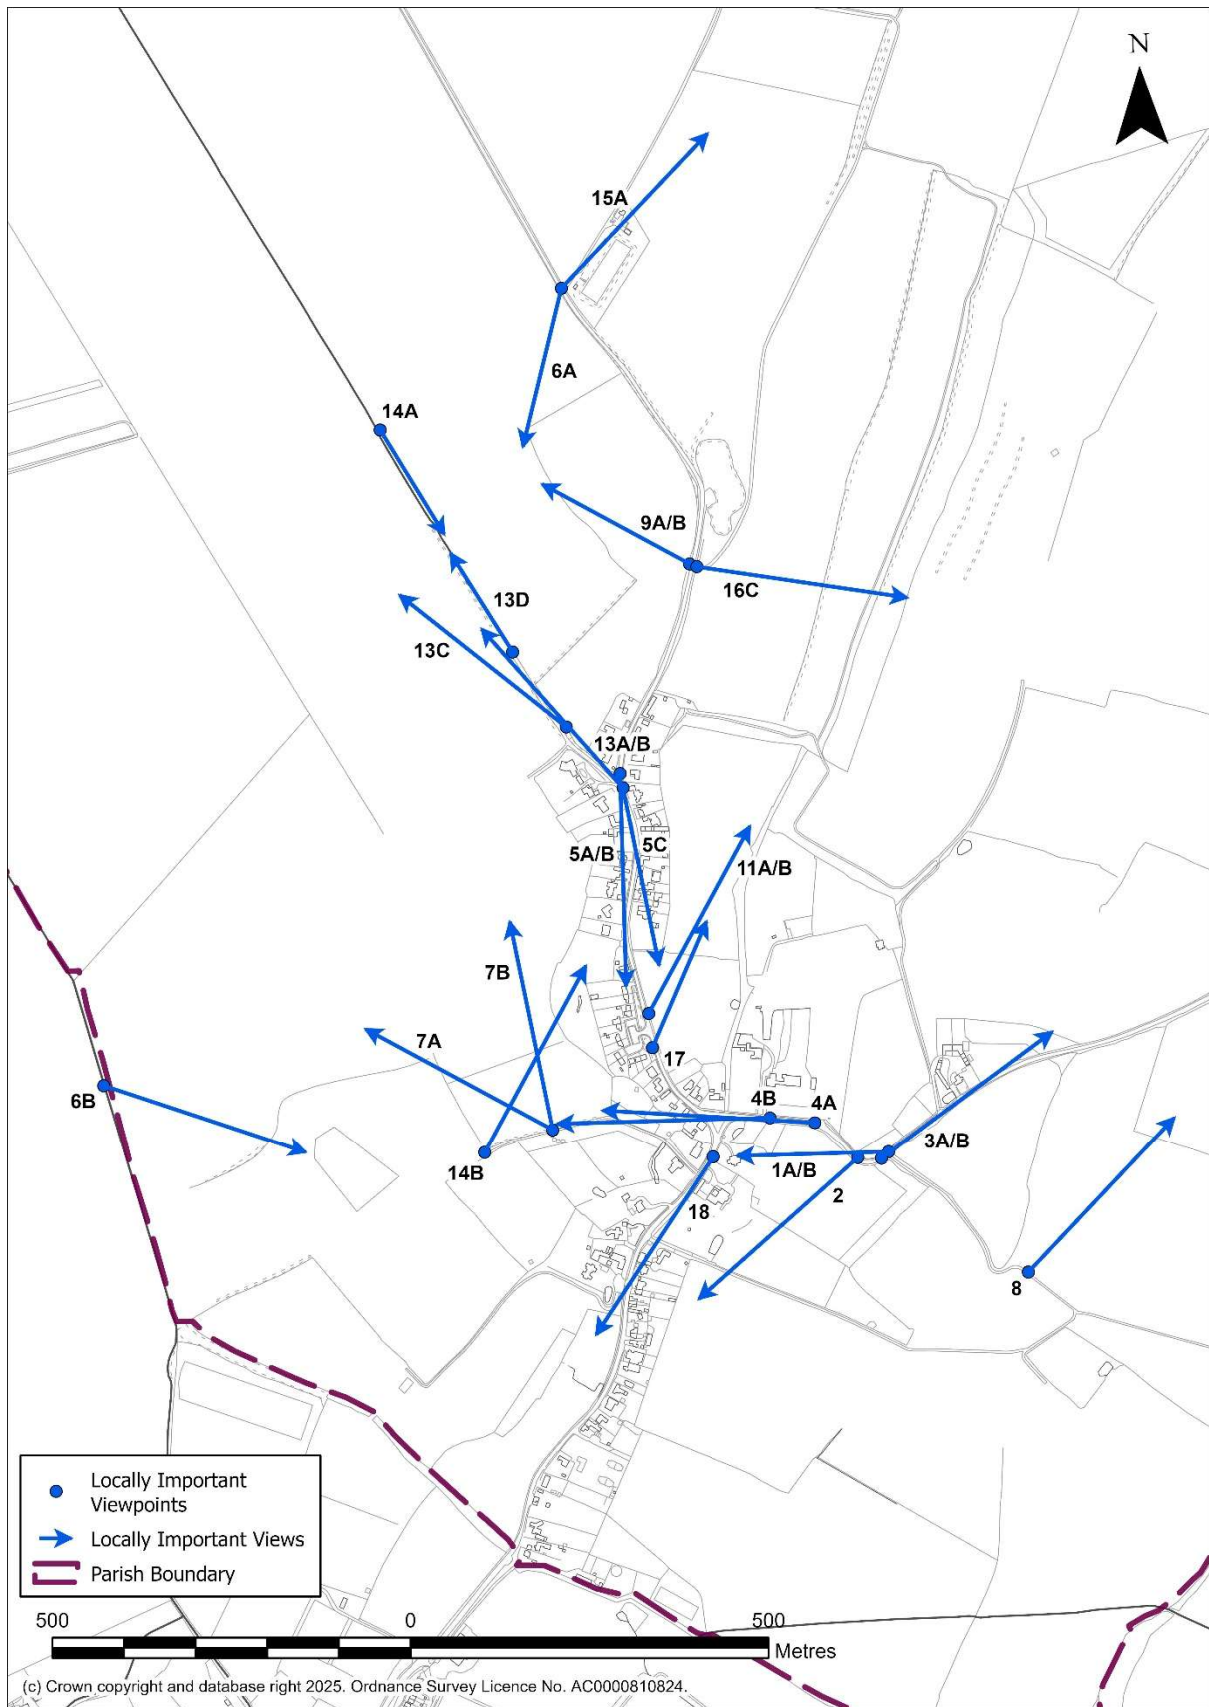 N
15A
6A
14A
9A/B
16C
13D
13C
13A/B
5A/B
5C
11A/B
7B
7A
17
6B
4B
4A
3A/B
14B
1A/B
2
18
8
Locally Important
Viewpoints
Locally Important Views
Parish Boundary
500
0
500
Metres
(c) Crown copyright and database right 2025. Ordnance Survey Licence No. AC0000810824.